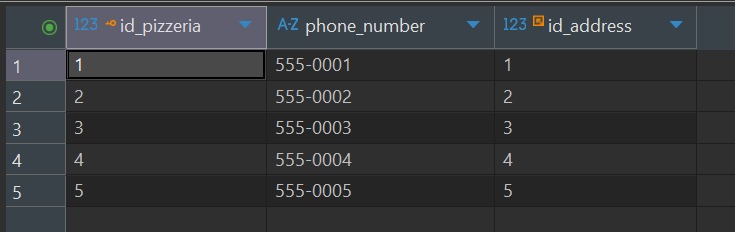 123 id_pizzeria A-Z phone_number 123 id_address
1 1 555-0001 1
2 2 555-0002 2
3 3 555-0003 3
4 4 555-0004 4
5 5 555-0005 5